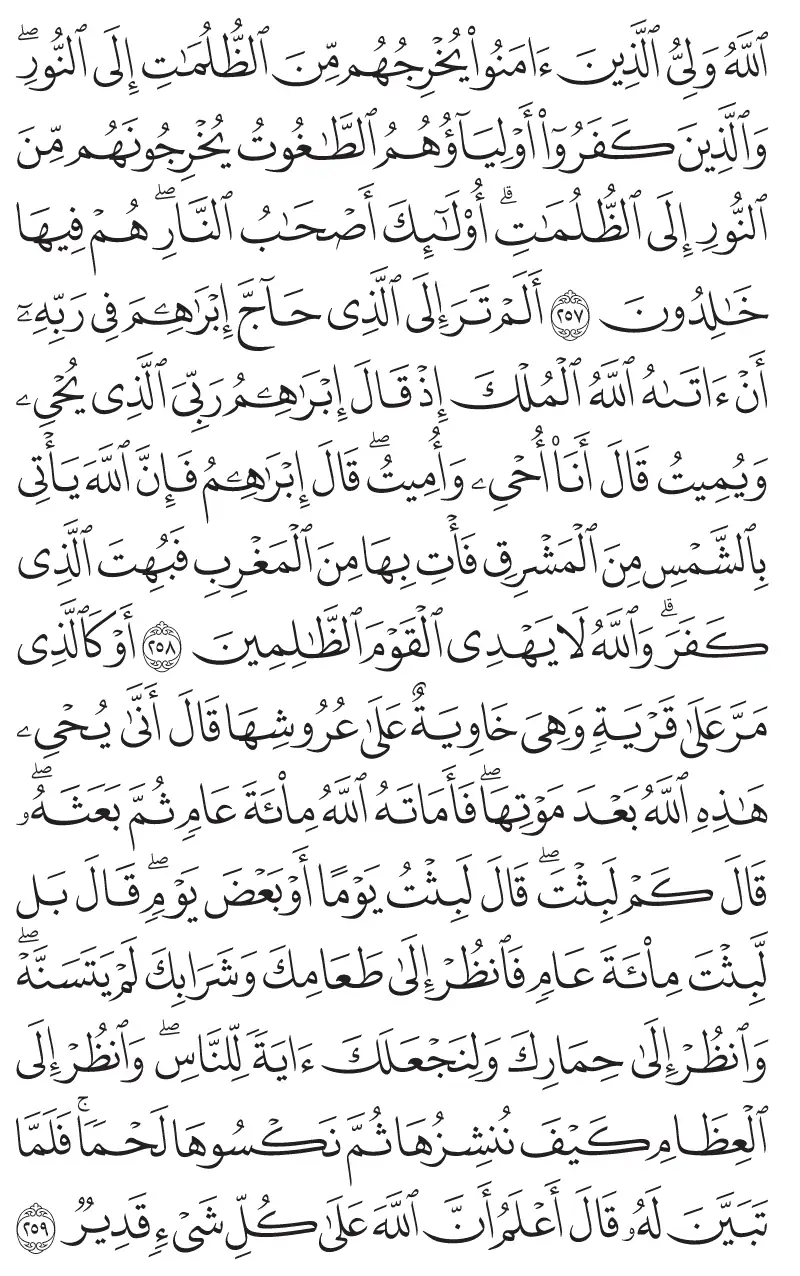 ٱللَّهُ وَلِىُّ ٱلَّذِينَ ءَامَنُوا۟ يُخْرِجُهُم مِّنَ ٱلظُّلُمَٰتِ إِلَى ٱلنُّورِ ۖ
وَٱلَّذِينَ كَفَرُوٓا۟ أَوْلِيَآؤُهُمُ ٱلطَّٰغُوتُ يُخْرِجُونَهُم مِّنَ
ٱلنُّورِ إِلَى ٱلظُّلُمَٰتِ ۗ أُو۟لَٰٓئِكَ أَصْحَٰبُ ٱلنَّارِ ۖ هُمْ فِيهَا
خَٰلِدُونَ ٢٥٧ أَلَمْ تَرَ إِلَى ٱلَّذِى حَآجَّ إِبْرَٰهِۦمَ فِى رَبِّهِۦٓ
أَنْ ءَاتَىٰهُ ٱللَّهُ ٱلْمُلْكَ إِذْ قَالَ إِبْرَٰهِۦمُ رَبِّىَ ٱلَّذِى يُحْىِۦ
وَيُمِيتُ قَالَ أَنَا۠ أُحْىِۦ وَأُمِيتُ ۖ قَالَ إِبْرَٰهِۦمُ فَإِنَّ ٱللَّهَ يَأْتِى
بِٱلشَّمْسِ مِنَ ٱلْمَشْرِقِ فَأْتِ بِهَا مِنَ ٱلْمَغْرِبِ فَبُهِتَ ٱلَّذِى
كَفَرَ ۗ وَٱللَّهُ لَا يَهْدِى ٱلْقَوْمَ ٱلظَّٰلِمِينَ ٢٥٨ أَوْ كَٱلَّذِى
مَرَّ عَلَىٰ قَرْيَةٍ وَهِىَ خَاوِيَةٌ عَلَىٰ عُرُوشِهَا قَالَ أَنَّىٰ يُحْىِۦ
هَٰذِهِ ٱللَّهُ بَعْدَ مَوْتِهَا ۖ فَأَمَاتَهُ ٱللَّهُ مِا۟ئَةَ عَامٍ ثُمَّ بَعَثَهُۥ ۖ
قَالَ كَمْ لَبِثْتَ ۖ قَالَ لَبِثْتُ يَوْمًا أَوْ بَعْضَ يَوْمٍ ۖ قَالَ بَل
لَّبِثْتَ مِا۟ئَةَ عَامٍ فَٱنظُرْ إِلَىٰ طَعَامِكَ وَشَرَابِكَ لَمْ يَتَسَنَّهْ ۖ
وَٱنظُرْ إِلَىٰ حِمَارِكَ وَلِنَجْعَلَكَ ءَايَةً لِّلنَّاسِ ۖ وَٱنظُرْ إِلَى
ٱلْعِظَامِ كَيْفَ نُنشِزُهَا ثُمَّ نَكْسُوهَا لَحْمًا ۚ فَلَمَّا
تَبَيَّنَ لَهُۥ قَالَ أَعْلَمُ أَنَّ ٱللَّهَ عَلَىٰ كُلِّ شَىْءٍ قَدِيرٌ ٢٥٩